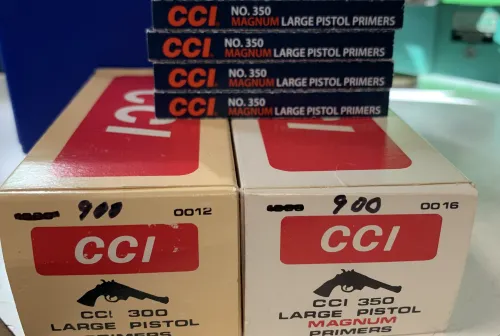 CCI NO. 350
MAGNUM LARGE PISTOL PRIMERS
CCI NO. 350
MAGNUM LARGE PISTOL PRIMERS
CCI NO. 350
MAGNUM LARGE PISTOL PRIMERS
CCI NO. 350
MAGNUM LARGE PISTOL PRIMERS
CCI
900
0012
CCI
CCI 300
LARGE PISTOL
PRIMERS
900
0016
CCI
CCI 350
LARGE PISTOL
MAGNUM
PRIMERS